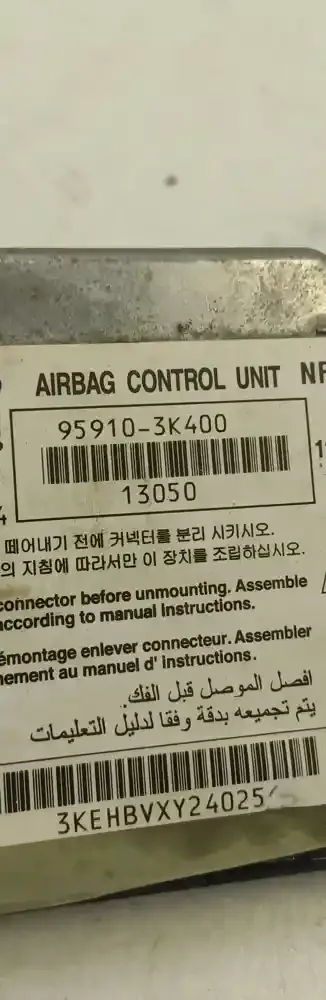 AIRBAG CONTROL UNIT NF
95910-3K400
13050
떼어내기 전에 커넥터를 분리 시키시오.
의 지침에 따라서만 이 장치를 조립하십시오.
connector before unmounting. Assemble
according to manual instructions.
émontage enlever connecteur. Assembler
nement au manuel d' instructions.
افصل الموصل قبل الفك.
يتم تجميعه بدقة وفقا لدليل التعليمات
3KEHBVXY24025